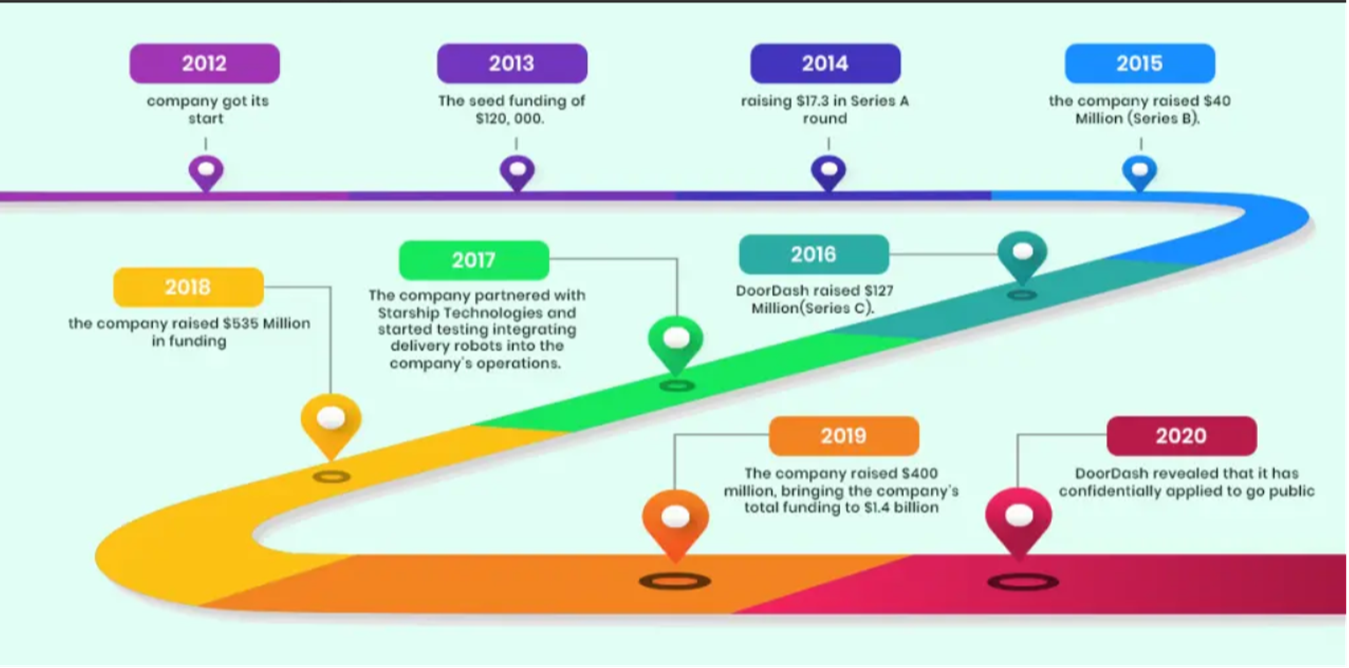 2012
company got its
start
2013
The seed funding of
$120, 000.
2014
raising $17.3 in Series A
round
2015
the company raised $40
Million (Series B).
2016
DoorDash raised $127
Million(Series C).
2017
The company partnered with
Starship Technologies and
started testing integrating
delivery robots into the
company's operations.
2018
the company raised $535 Million
in funding
2019
The company raised $400
million, bringing the company's
total funding to $1.4 billion
2020
DoorDash revealed that it has
confidentially applied to go public